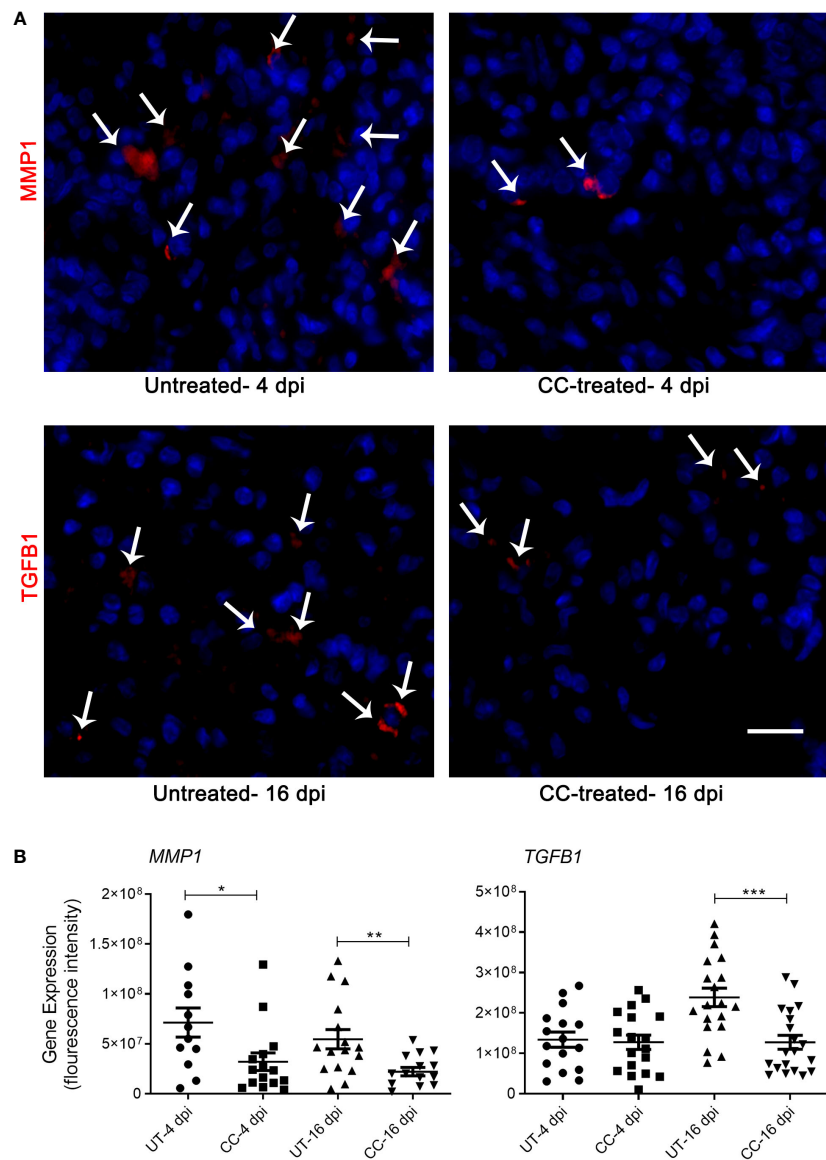 A
MMP1
Untreated- 4 dpi
CC-treated- 4 dpi
TGFB1
Untreated- 16 dpi
CC-treated- 16 dpi
B
MMP1
TGFB1
Gene Expression
(flourescence intensity)
2×10⁸
1.5×10⁸
1×10⁸
5×10⁷
0
*
**
UT-4 dpi
CC-4 dpi
UT-16 dpi
CC-16 dpi
5×10⁸
4×10⁸
3×10⁸
2×10⁸
1×10⁸
0
***
UT-4 dpi
CC-4 dpi
UT-16 dpi
CC-16 dpi